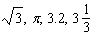 √3, π, 3.2, 3 1/3